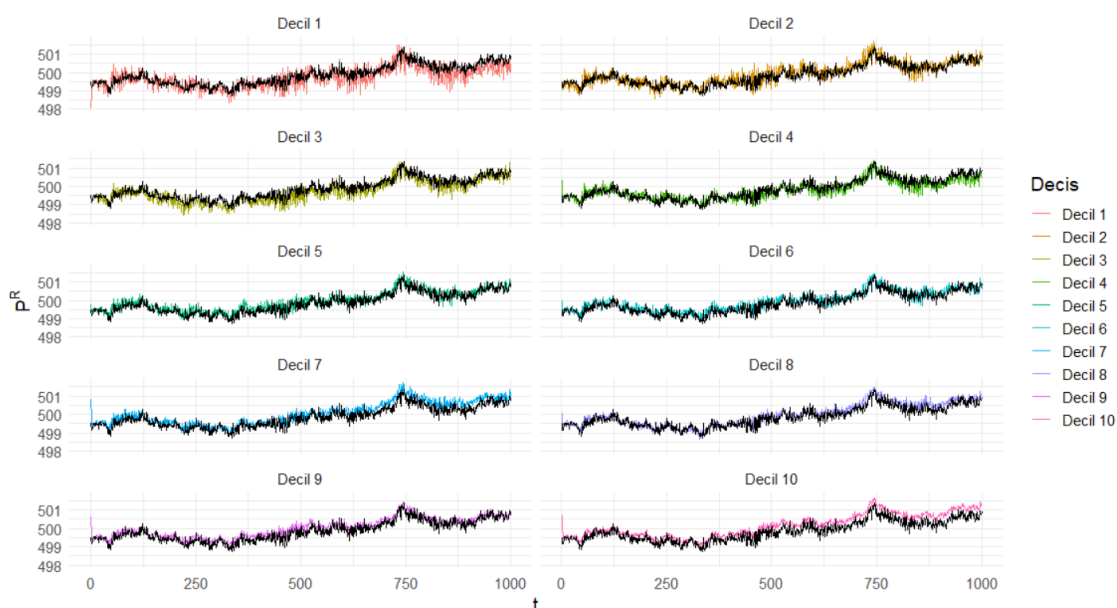 Decil 1
Decil 2
501
500
499
498
Decil 3
Decil 4
501
500
499
498
Decil 5
Decil 6
501
500
499
498
Decil 7
Decil 8
501
500
499
498
Decil 9
Decil 10
501
500
499
498
0 250 500 750 1000
0 250 500 750 1000
t
P^R
Decis
Decil 1
Decil 2
Decil 3
Decil 4
Decil 5
Decil 6
Decil 7
Decil 8
Decil 9
Decil 10